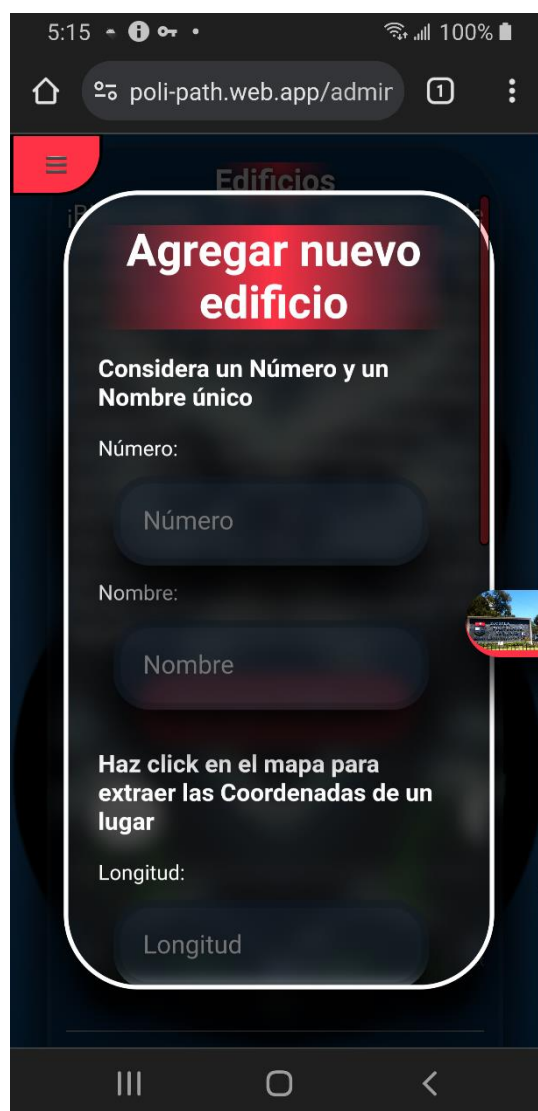 5:15
100%
poli-path.web.app/admin
1
Edificios
Agregar nuevo
edificio
Considera un Número y un
Nombre único
Número:
Número
Nombre:
Nombre
Haz click en el mapa para
extraer las Coordenadas de un
lugar
Longitud:
Longitud